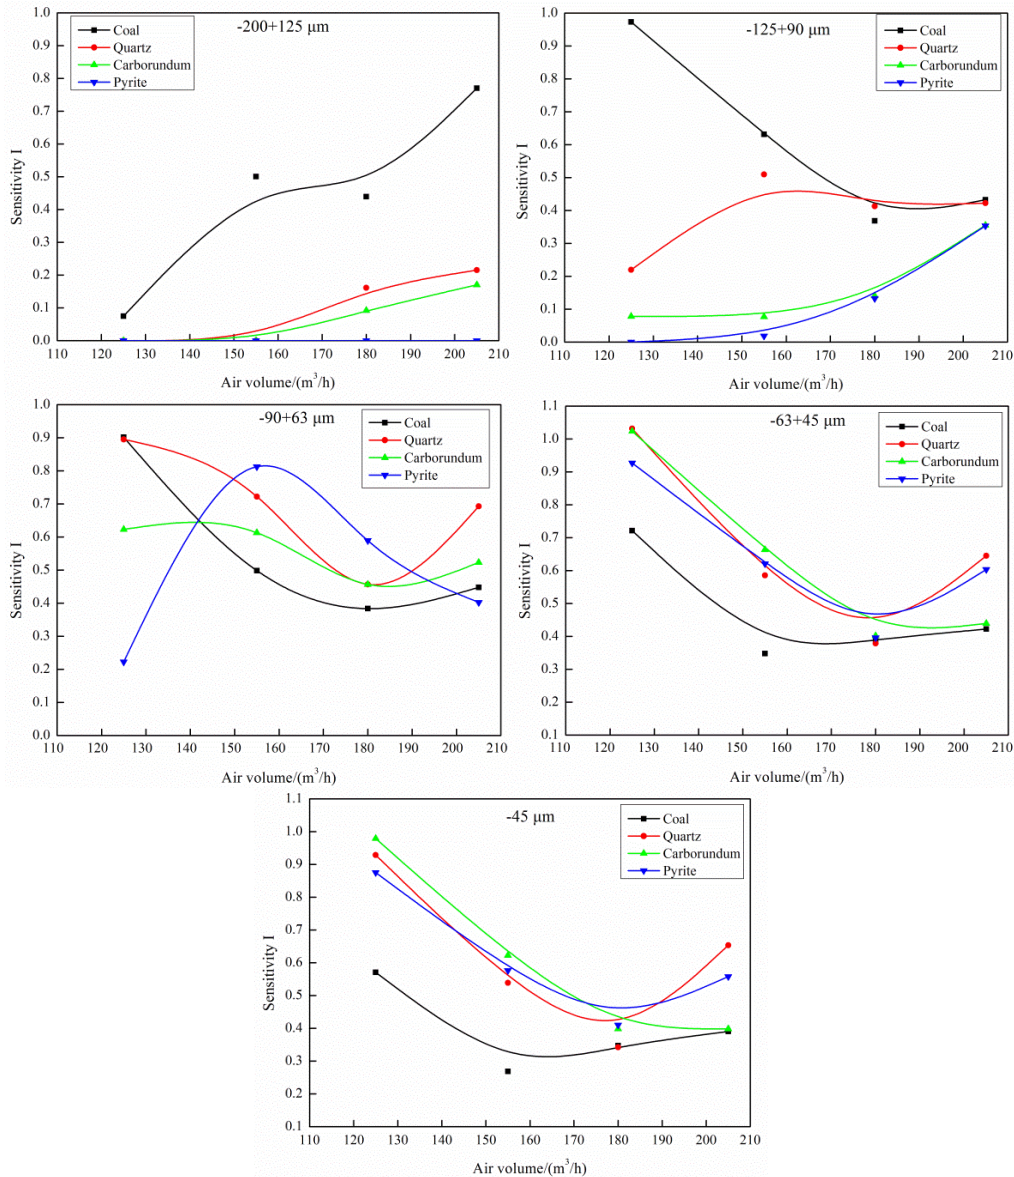 -200+125 μm
Coal
Quartz
Carborundum
Pyrite
Sensitivity I
1.0
0.9
0.8
0.7
0.6
0.5
0.4
0.3
0.2
0.1
0.0
110 120 130 140 150 160 170 180 190 200 210
Air volume/(m³/h)
-125+90 μm
Coal
Quartz
Carborundum
Pyrite
Sensitivity I
1.0
0.9
0.8
0.7
0.6
0.5
0.4
0.3
0.2
0.1
0.0
110 120 130 140 150 160 170 180 190 200 210
Air volume/(m³/h)
-90+63 μm
Coal
Quartz
Carborundum
Pyrite
Sensitivity I
1.0
0.9
0.8
0.7
0.6
0.5
0.4
0.3
0.2
0.1
0.0
110 120 130 140 150 160 170 180 190 200 210
Air volume/(m³/h)
-63+45 μm
Coal
Quartz
Carborundum
Pyrite
Sensitivity I
1.1
1.0
0.9
0.8
0.7
0.6
0.5
0.4
0.3
0.2
0.1
110 120 130 140 150 160 170 180 190 200 210
Air volume/(m³/h)
-45 μm
Coal
Quartz
Carborundum
Pyrite
Sensitivity I
1.1
1.0
0.9
0.8
0.7
0.6
0.5
0.4
0.3
0.2
0.1
110 120 130 140 150 160 170 180 190 200 210
Air volume/(m³/h)